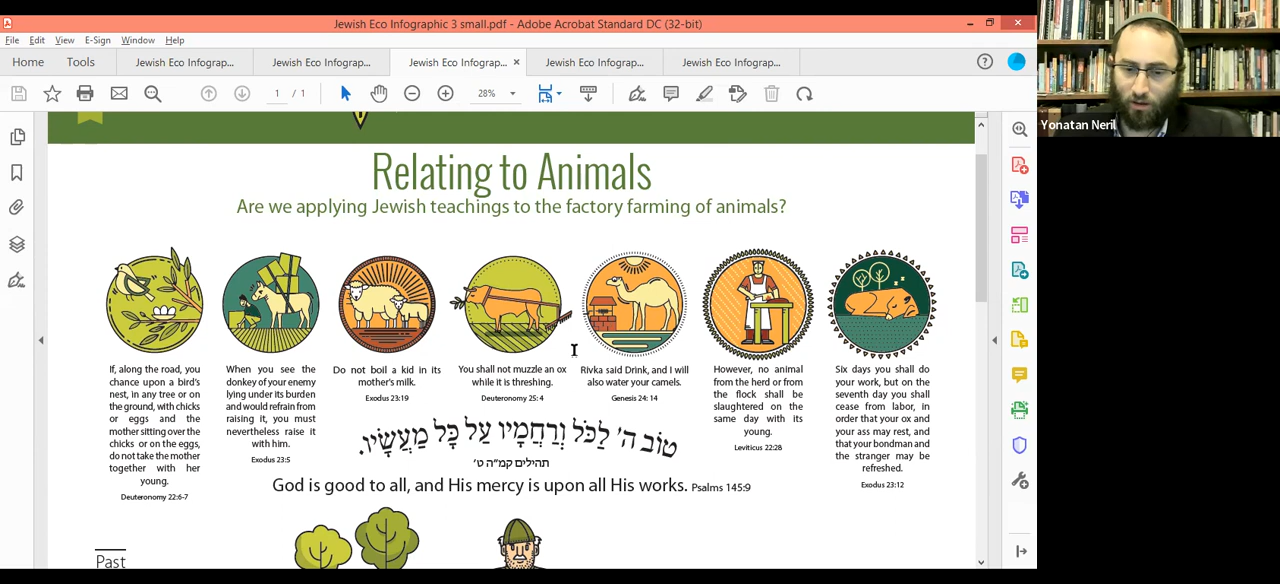 Jewish Eco Infographic 3 small.pdf - Adobe Acrobat Standard DC (32-bit)
File Edit View E-Sign Window Help
Home Tools Jewish Eco Infograp... Jewish Eco Infograp... Jewish Eco Infograp... × Jewish Eco Infograp... Jewish Eco Infograp...
1 / 1 28%
Yonatan Neril
Relating to Animals
Are we applying Jewish teachings to the factory farming of animals?
If, along the road, you
chance upon a bird's
nest, in any tree or on
the ground, with chicks
or eggs and the
mother sitting over the
chicks or on the eggs,
do not take the mother
together with her
young.
Deuteronomy 22:6-7
When you see the
donkey of your enemy
lying under its burden
and would refrain from
raising it, you must
nevertheless raise it
with him.
Exodus 23:5
Do not boil a kid in its
mother's milk.
Exodus 23:19
You shall not muzzle an ox
while it is threshing.
Deuteronomy 25: 4
Rivka said Drink, and I will
also water your camels.
Genesis 24: 14
However, no animal
from the herd or from
the flock shall be
slaughtered on the
same day with its
young.
Leviticus 22:28
Six days you shall do
your work, but on the
seventh day you shall
cease from labor, in
order that your ox and
your ass may rest, and
that your bondman and
the stranger may be
refreshed.
Exodus 23:12
טוֹב ה' לַכֹּל וְרַחֲמָיו עַל כָּל מַעֲשָׂיו.
תהילים קמ"ה ט'
God is good to all, and His mercy is upon all His works. Psalms 145:9
Past